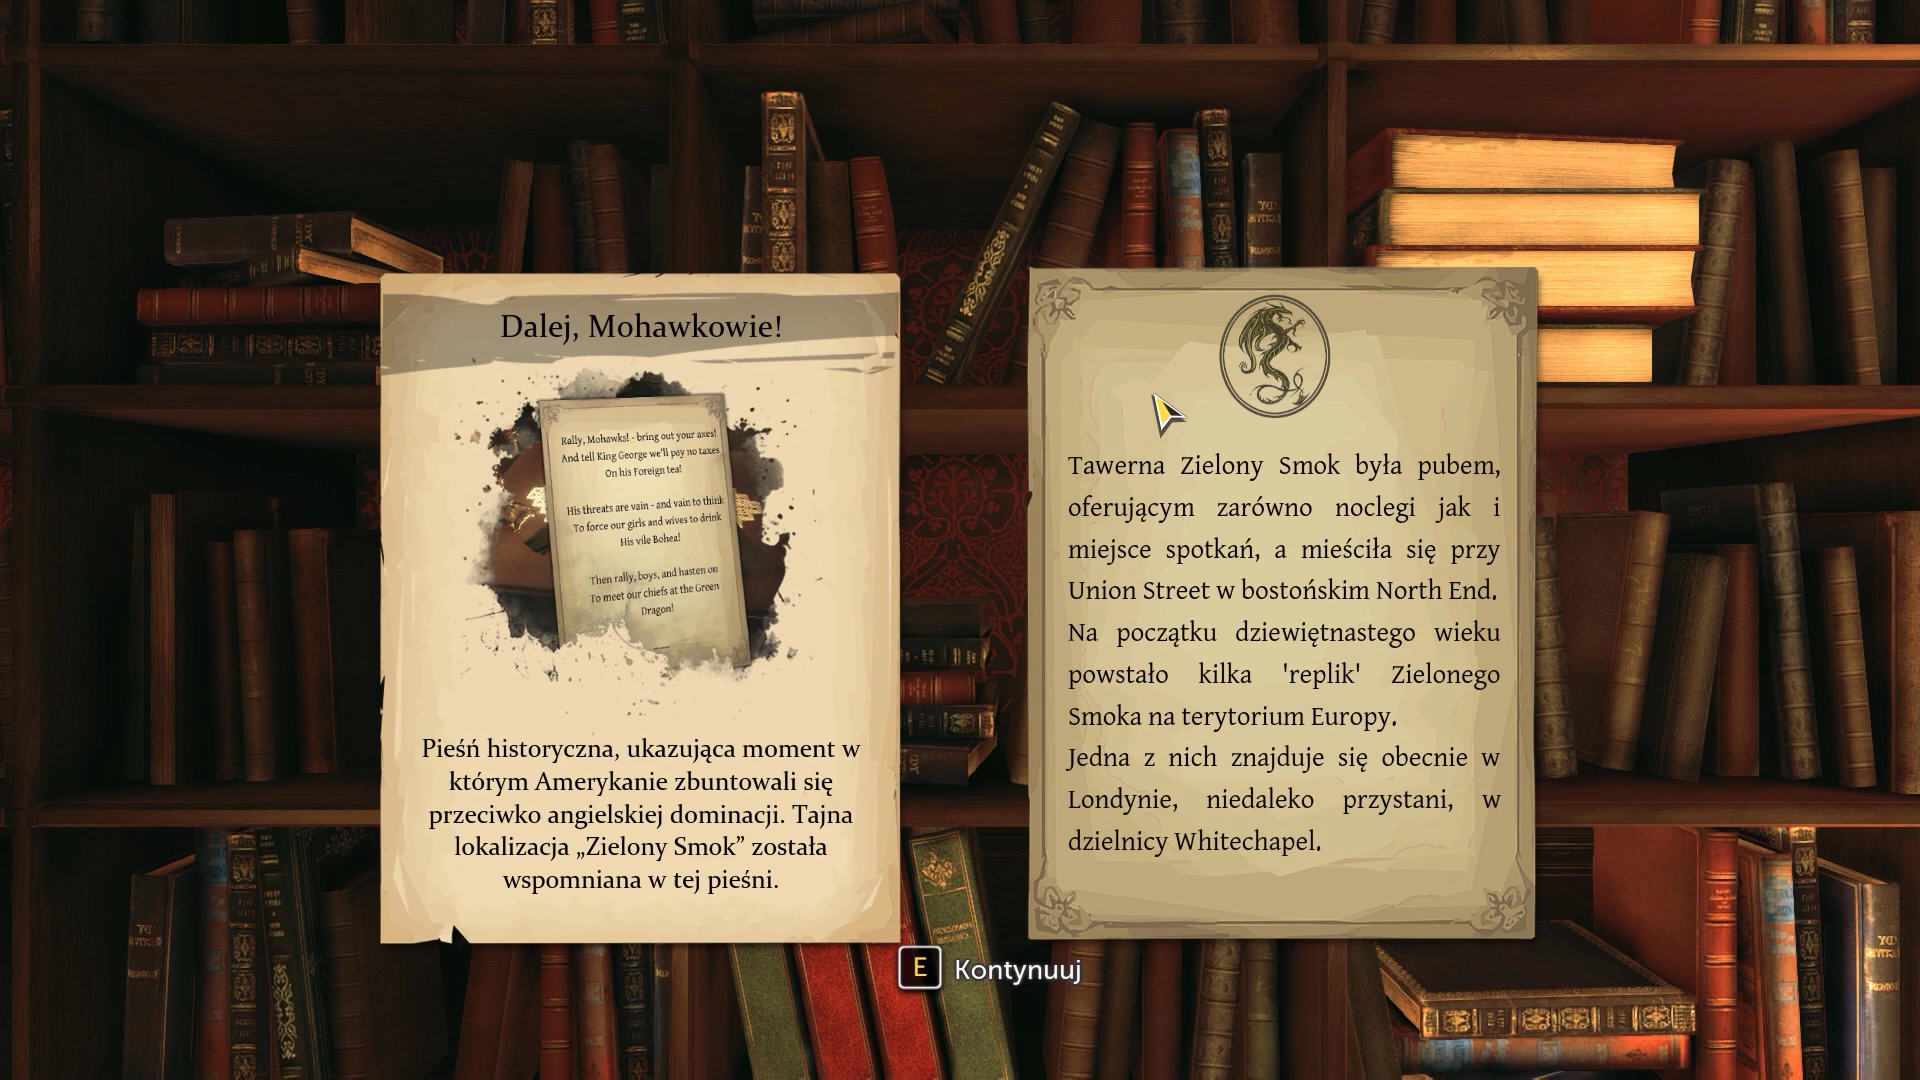 Dalej, Mohawkowie!
Rally, Mohawks! - bring out your axes!
And tell King George we'll pay no taxes
On his Foreign tea!
His threats are vain - and vain to think
To force our girls and wives to drink
His vile Bohea!
Then rally, boys, and hasten on
To meet our chiefs at the Green
Dragon!
.......
Pieśń historyczna, ukazująca moment w
którym Amerykanie zbuntowali się
przeciwko angielskiej dominacji. Tajna
lokalizacja „Zielony Smok” została
wspomniana w tej pieśni.
Tawerna Zielony Smok była pubem,
oferującym zarówno noclegi jak i
miejsce spotkań, a mieściła się przy
Union Street w bostońskim North End.
Na początku dziewiętnastego wieku
powstało kilka 'replik' Zielonego
Smoka na terytorium Europy.
Jedna z nich znajduje się obecnie w
Londynie, niedaleko przystani, w
dzielnicy Whitechapel.
E Kontynuuj